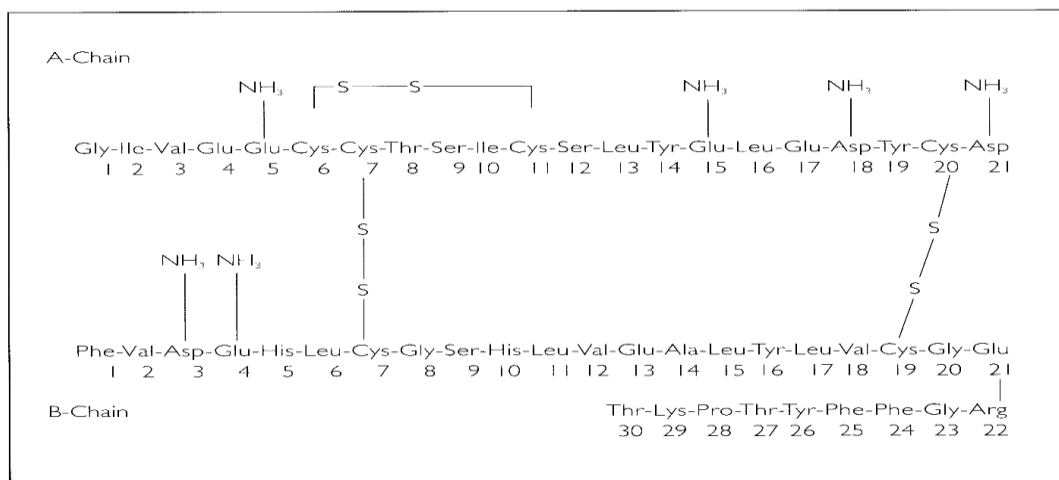 A-Chain
NH₃ S S NH₃ NH₃ NH₃
Gly-Ile-Val-Glu-Glu-Cys-Cys-Thr-Ser-Ile-Cys-Ser-Leu-Tyr-Glu-Leu-Glu-Asp-Tyr-Cys-Asp
1 2 3 4 5 6 7 8 9 10 11 12 13 14 15 16 17 18 19 20 21
S S
NH₃ NH₃
S S
Phe-Val-Asp-Glu-His-Leu-Cys-Gly-Ser-His-Leu-Val-Glu-Ala-Leu-Tyr-Leu-Val-Cys-Gly-Glu
1 2 3 4 5 6 7 8 9 10 11 12 13 14 15 16 17 18 19 20 21
B-Chain Thr-Lys-Pro-Thr-Tyr-Phe-Phe-Gly-Arg
30 29 28 27 26 25 24 23 22